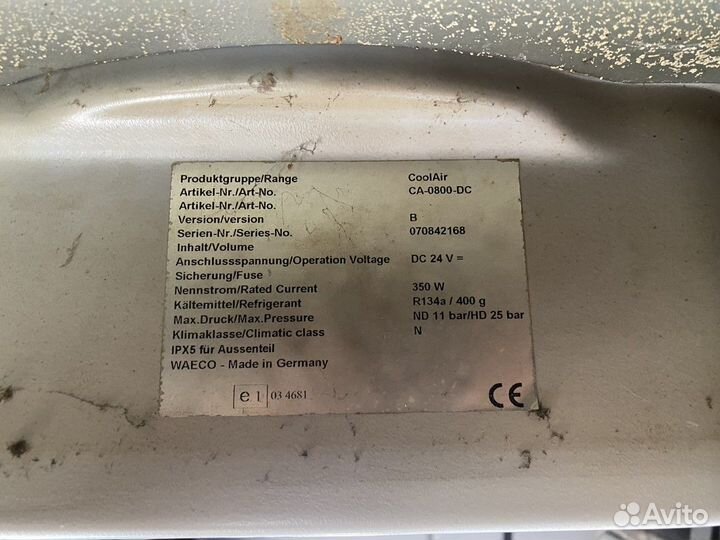 Produktgruppe/Range CoolAir
Artikel-Nr./Art-No. CA-0800-DC
Artikel-Nr./Art-No.
Version/version B
Serien-Nr./Series-No. 070842168
Inhalt/Volume
Anschlussspannung/Operation Voltage DC 24 V =
Sicherung/Fuse
Nennstrom/Rated Current 350 W
Kältemittel/Refrigerant R134a / 400 g
Max.Druck/Max.Pressure ND 11 bar/HD 25 bar
Klimaklasse/Climatic class N
IPX5 für Aussenteil
WAECO - Made in Germany
e1 03 4681 CE
Avito